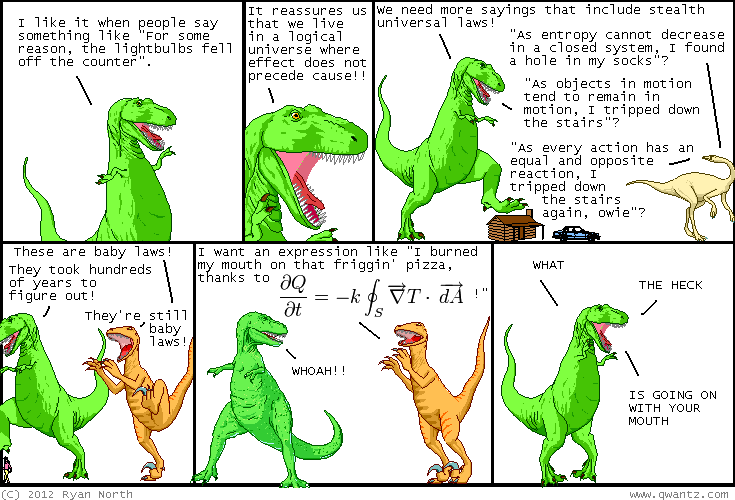 I like it when people say
something like "For some
reason, the lightbulbs fell
off the counter".
It reassures us
that we live
in a logical
universe where
effect does not
precede cause!!
We need more sayings that include stealth
universal laws!
"As entropy cannot decrease
in a closed system, I found
a hole in my socks"?
"As objects in motion
tend to remain in
motion, I tripped down
the stairs"?
"As every action has an
equal and opposite
reaction, I
tripped down
the stairs
again, owie"?
These are baby laws!
They took hundreds
of years to
figure out!
They're still
baby
laws!
I want an expression like "I burned
my mouth on that friggin' pizza,
thanks to ∂Q/∂t = −k ∮_S ∇⃗T · dA⃗ !"
WHOAH!!
WHAT
THE HECK
IS GOING ON
WITH YOUR
MOUTH
(C) 2012 Ryan North
www.qwantz.com